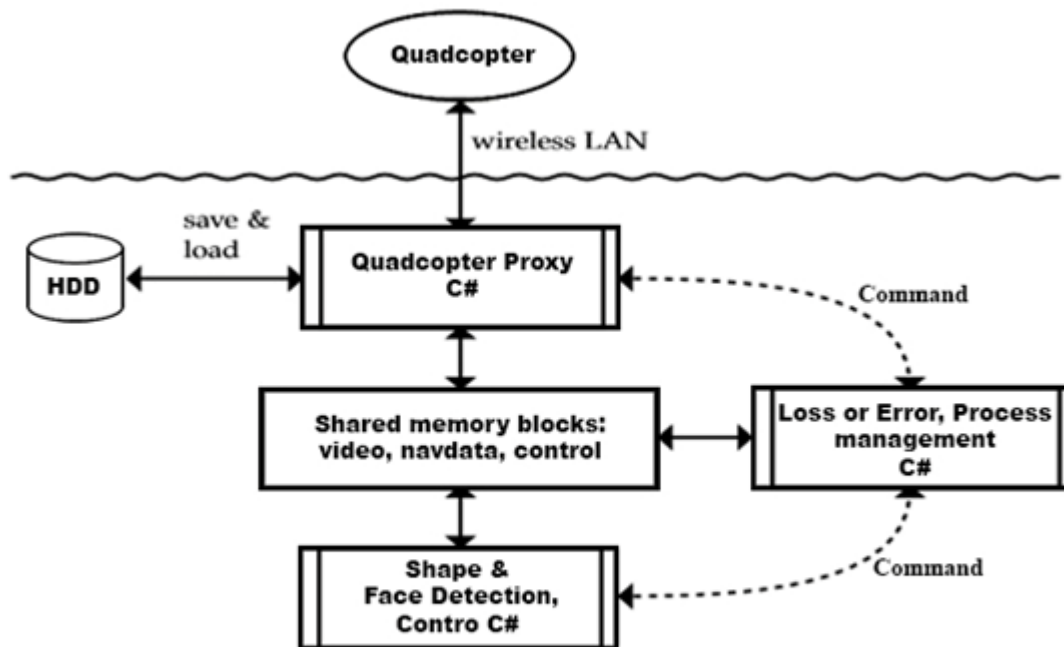 Quadcopter
wireless LAN
save &
load
HDD
Quadcopter Proxy
C#
Command
Shared memory blocks:
video, navdata, control
Loss or Error, Process
management
C#
Shape &
Face Detection,
Contro C#
Command